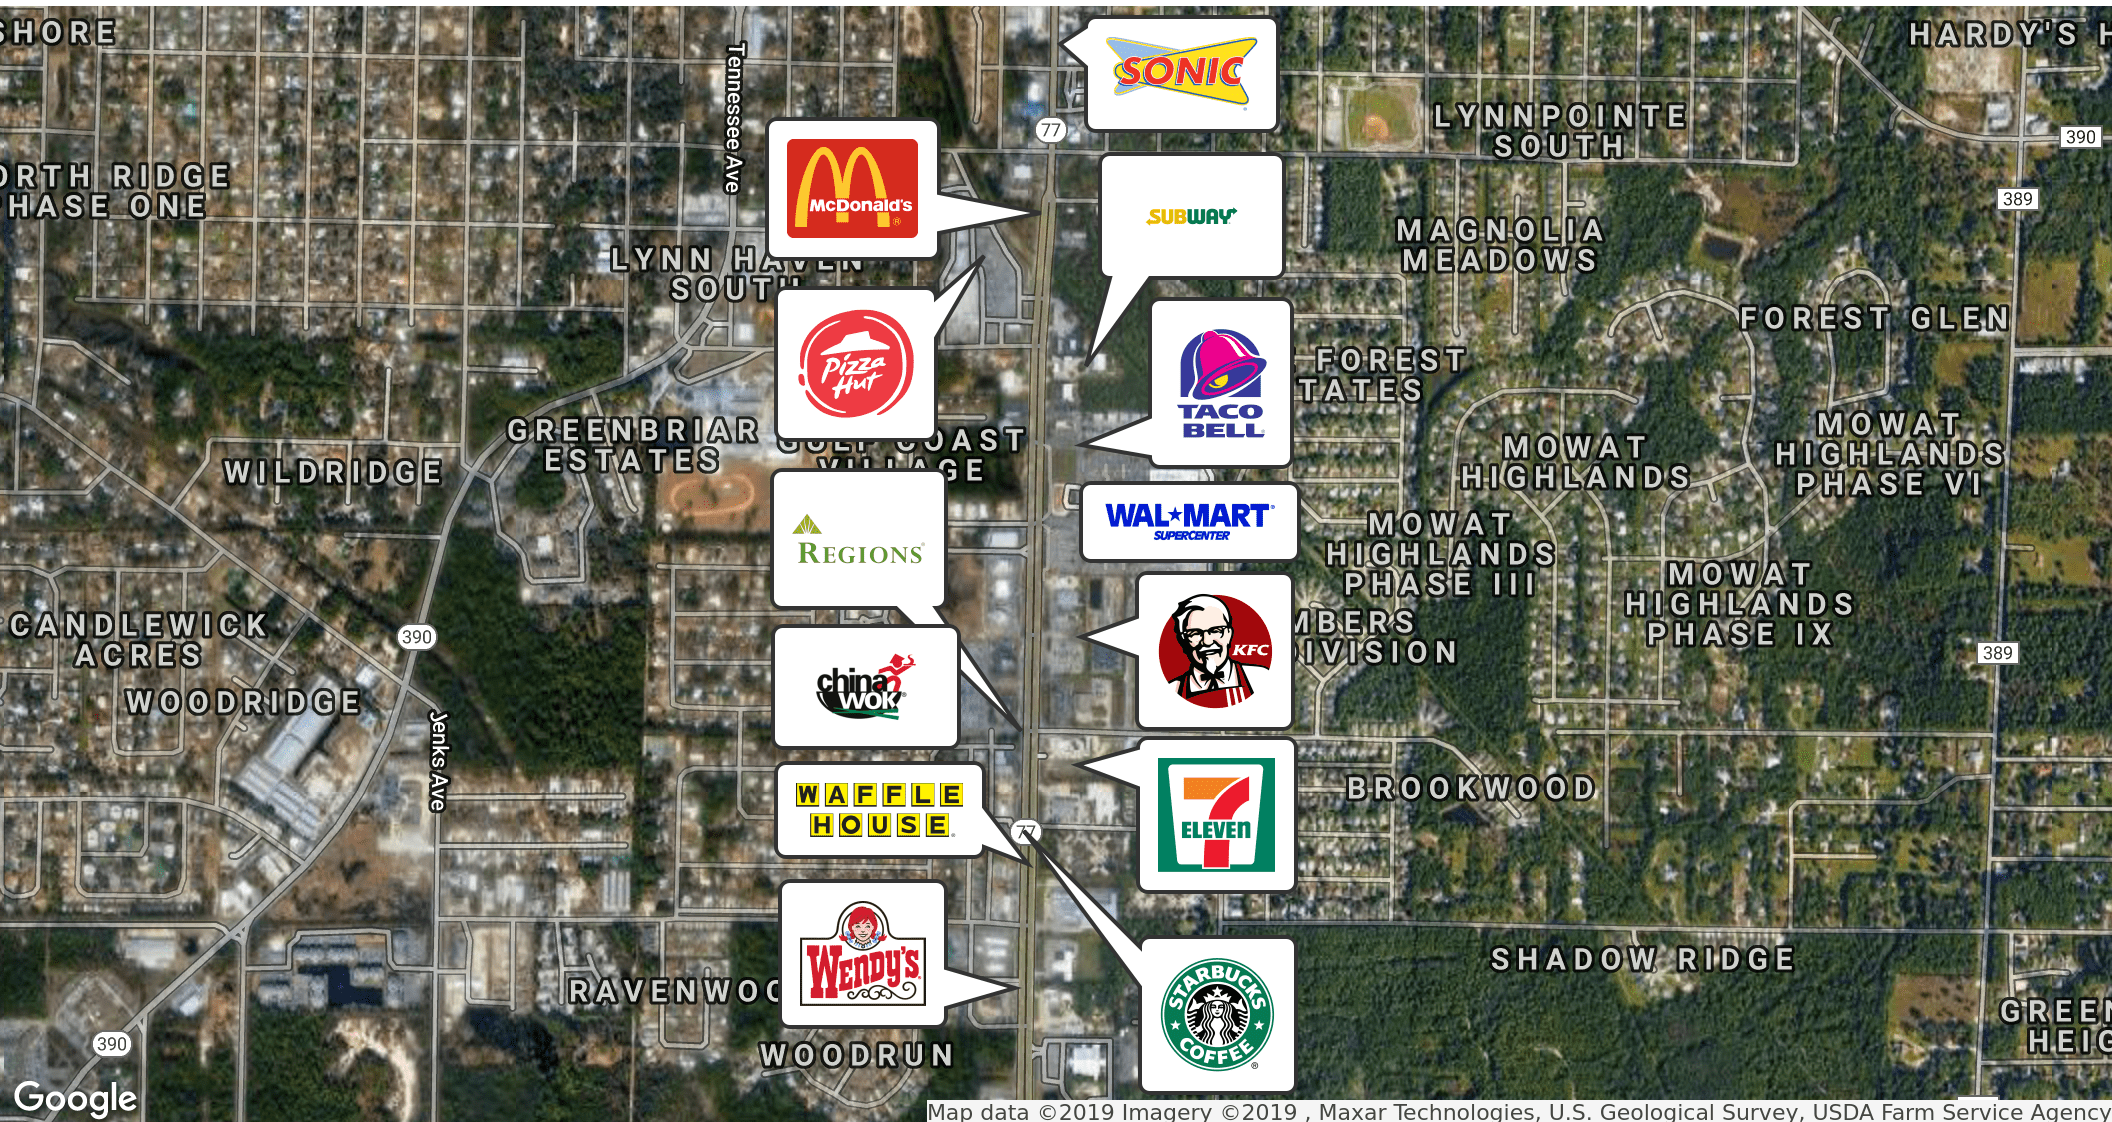 SHORE
HARDY'S H
Tennessee Ave
SONIC
77
LYNNPOINTE
SOUTH
390
McDonald's
ORTH RIDGE
PHASE ONE
SUBWAY
389
MAGNOLIA
MEADOWS
LYNN HAVEN
SOUTH
FOREST GLEN
Pizza
Hut
TACO
BELL
FOREST
TATES
GREENBRIAR
ESTATES
GULF COAST
VILLAGE
WILDRIDGE
MOWAT
HIGHLANDS
MOWAT
HIGHLANDS
PHASE VI
WAL★MART
SUPERCENTER
REGIONS
MOWAT
HIGHLANDS
PHASE III
MOWAT
HIGHLANDS
PHASE IX
CANDLEWICK
ACRES
390
MBERS
IVISION
KFC
389
WOODRIDGE
china
WOK
Jenks Ave
BROOKWOOD
WAFFLE
HOUSE
77
7
ELEVEN
WENDY'S
SHADOW RIDGE
RAVENWOO
STARBUCKS
COFFEE
GREEN
HEIG
390
WOODRUN
Google
Map data ©2019 Imagery ©2019 , Maxar Technologies, U.S. Geological Survey, USDA Farm Service Agency